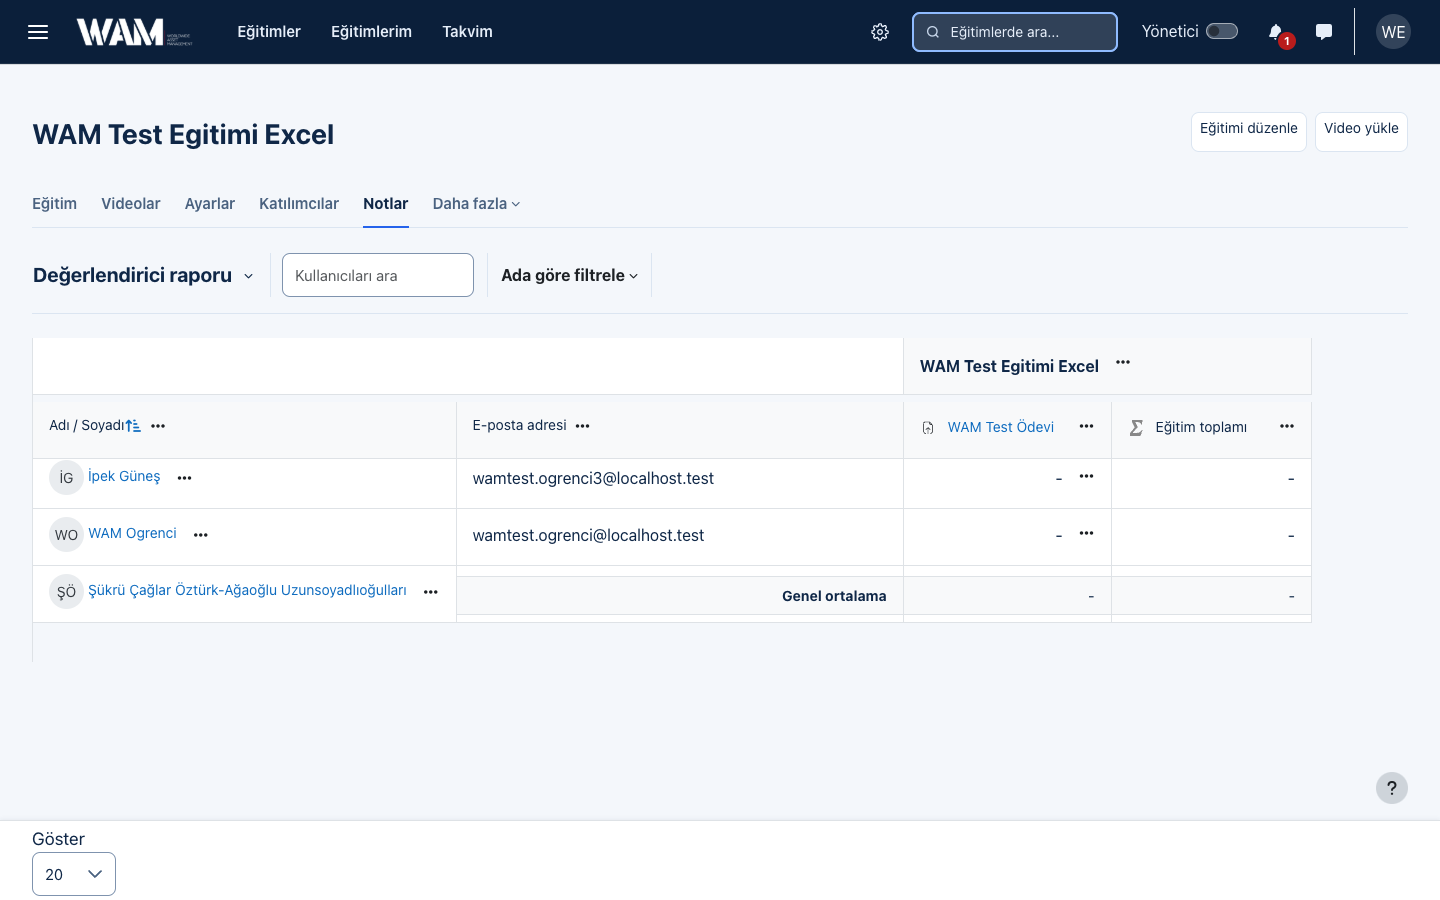 WAM WORLDWIDE ASSET MANAGEMENT
Eğitimler Eğitimlerim Takvim
Eğitimlerde ara...
Yönetici
1
WE
WAM Test Egitimi Excel
Eğitimi düzenle Video yükle
Eğitim Videolar Ayarlar Katılımcılar Notlar Daha fazla
Değerlendirici raporu
Kullanıcıları ara
Ada göre filtrele
WAM Test Egitimi Excel
Adı / Soyadı E-posta adresi WAM Test Ödevi Eğitim toplamı
İG İpek Güneş wamtest.ogrenci3@localhost.test - -
WO WAM Ogrenci wamtest.ogrenci@localhost.test - -
ŞÖ Şükrü Çağlar Öztürk-Ağaoğlu Uzunsoyadlıoğulları
Genel ortalama - -
?
Göster
20